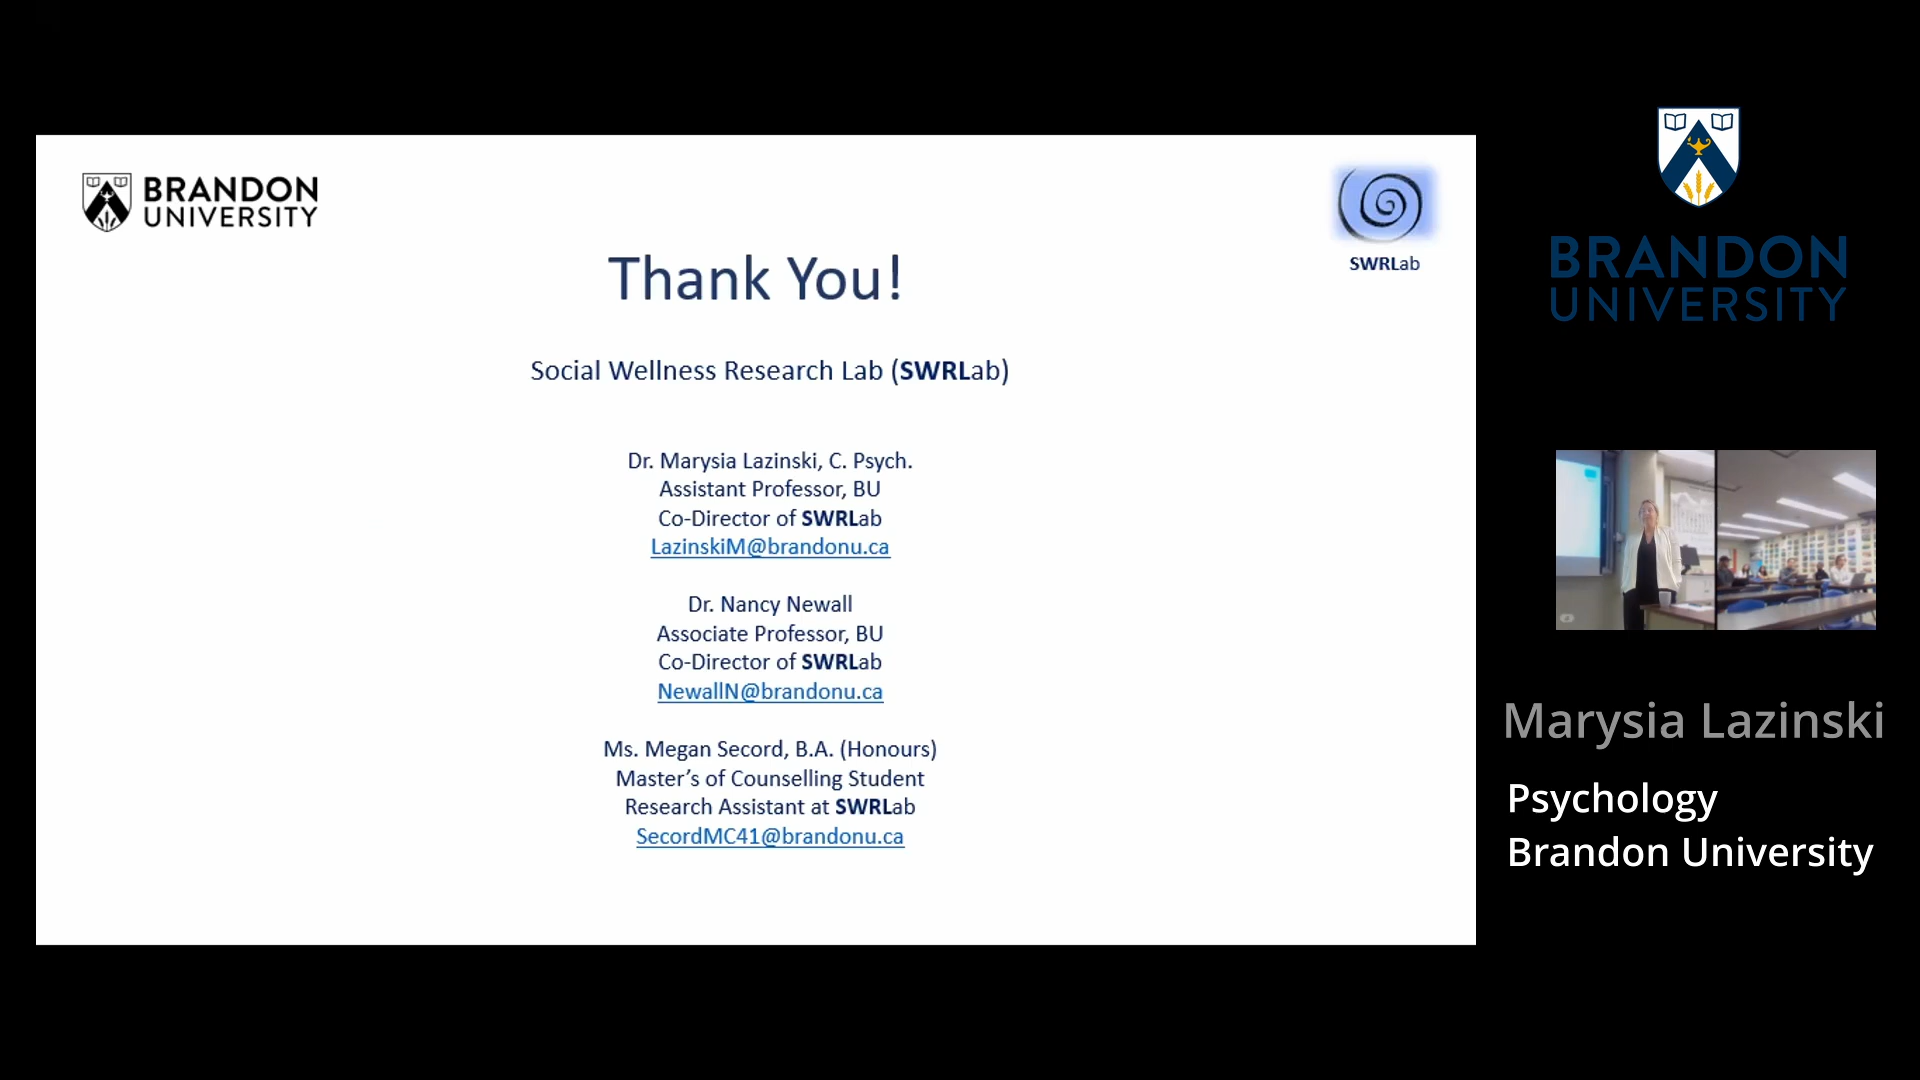 BRANDON
UNIVERSITY
SWRLab
Thank You!
Social Wellness Research Lab (SWRLab)
Dr. Marysia Lazinski, C. Psych.
Assistant Professor, BU
Co-Director of SWRLab
LazinskiM@brandonu.ca
Dr. Nancy Newall
Associate Professor, BU
Co-Director of SWRLab
NewallN@brandonu.ca
Ms. Megan Secord, B.A. (Honours)
Master's of Counselling Student
Research Assistant at SWRLab
SecordMC41@brandonu.ca
BRANDON
UNIVERSITY
Marysia Lazinski
Psychology
Brandon University